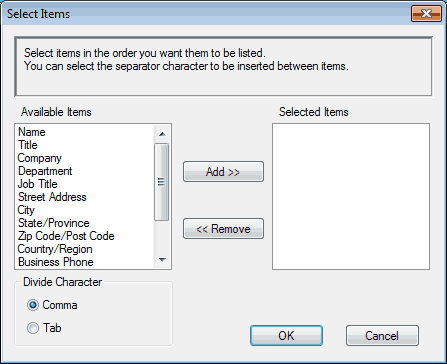 Select Items
Select items in the order you want them to be listed.
You can select the separator character to be inserted between items.
Available Items
Selected Items
Name
Title
Company
Department
Job Title
Street Address
City
State/Province
Zip Code/Post Code
Country/Region
Business Phone
Add >>
<< Remove
Divide Character
Comma
Tab
OK
Cancel